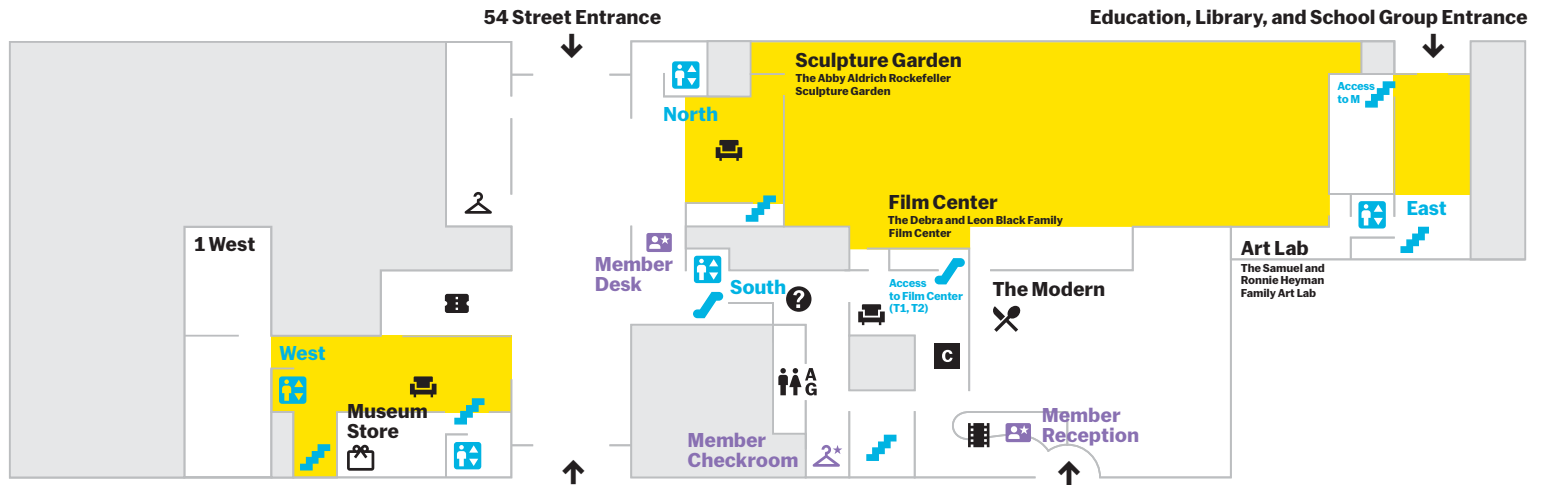 54 Street Entrance
Education, Library, and School Group Entrance
Sculpture Garden
The Abby Aldrich Rockefeller
Sculpture Garden
Access
to M
North
Film Center
The Debra and Leon Black Family
Film Center
East
1 West
Member
Desk
Art Lab
The Samuel and
Ronnie Heyman
Family Art Lab
South
?
Access
to Film Center
(T1, T2)
The Modern
West
C
A
G
Museum
Store
Member
Checkroom
Member
Reception